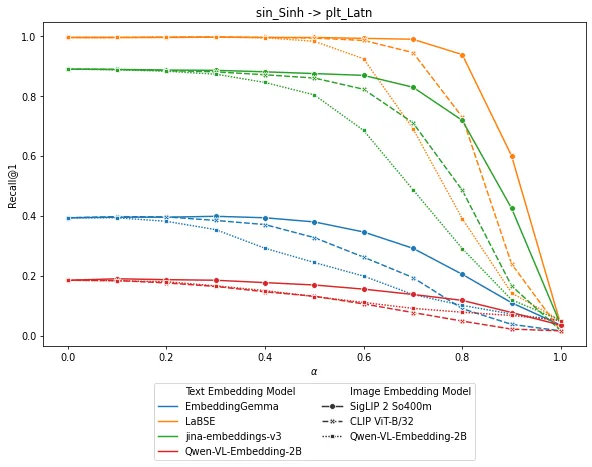 sin_Sinh -> plt_Latn
1.0
0.8
0.6
0.4
0.2
0.0
Recall@1
0.0 0.2 0.4 0.6 0.8 1.0
α
Text Embedding Model
EmbeddingGemma
LaBSE
jina-embeddings-v3
Qwen-VL-Embedding-2B
Image Embedding Model
SigLIP 2 So400m
CLIP ViT-B/32
Qwen-VL-Embedding-2B